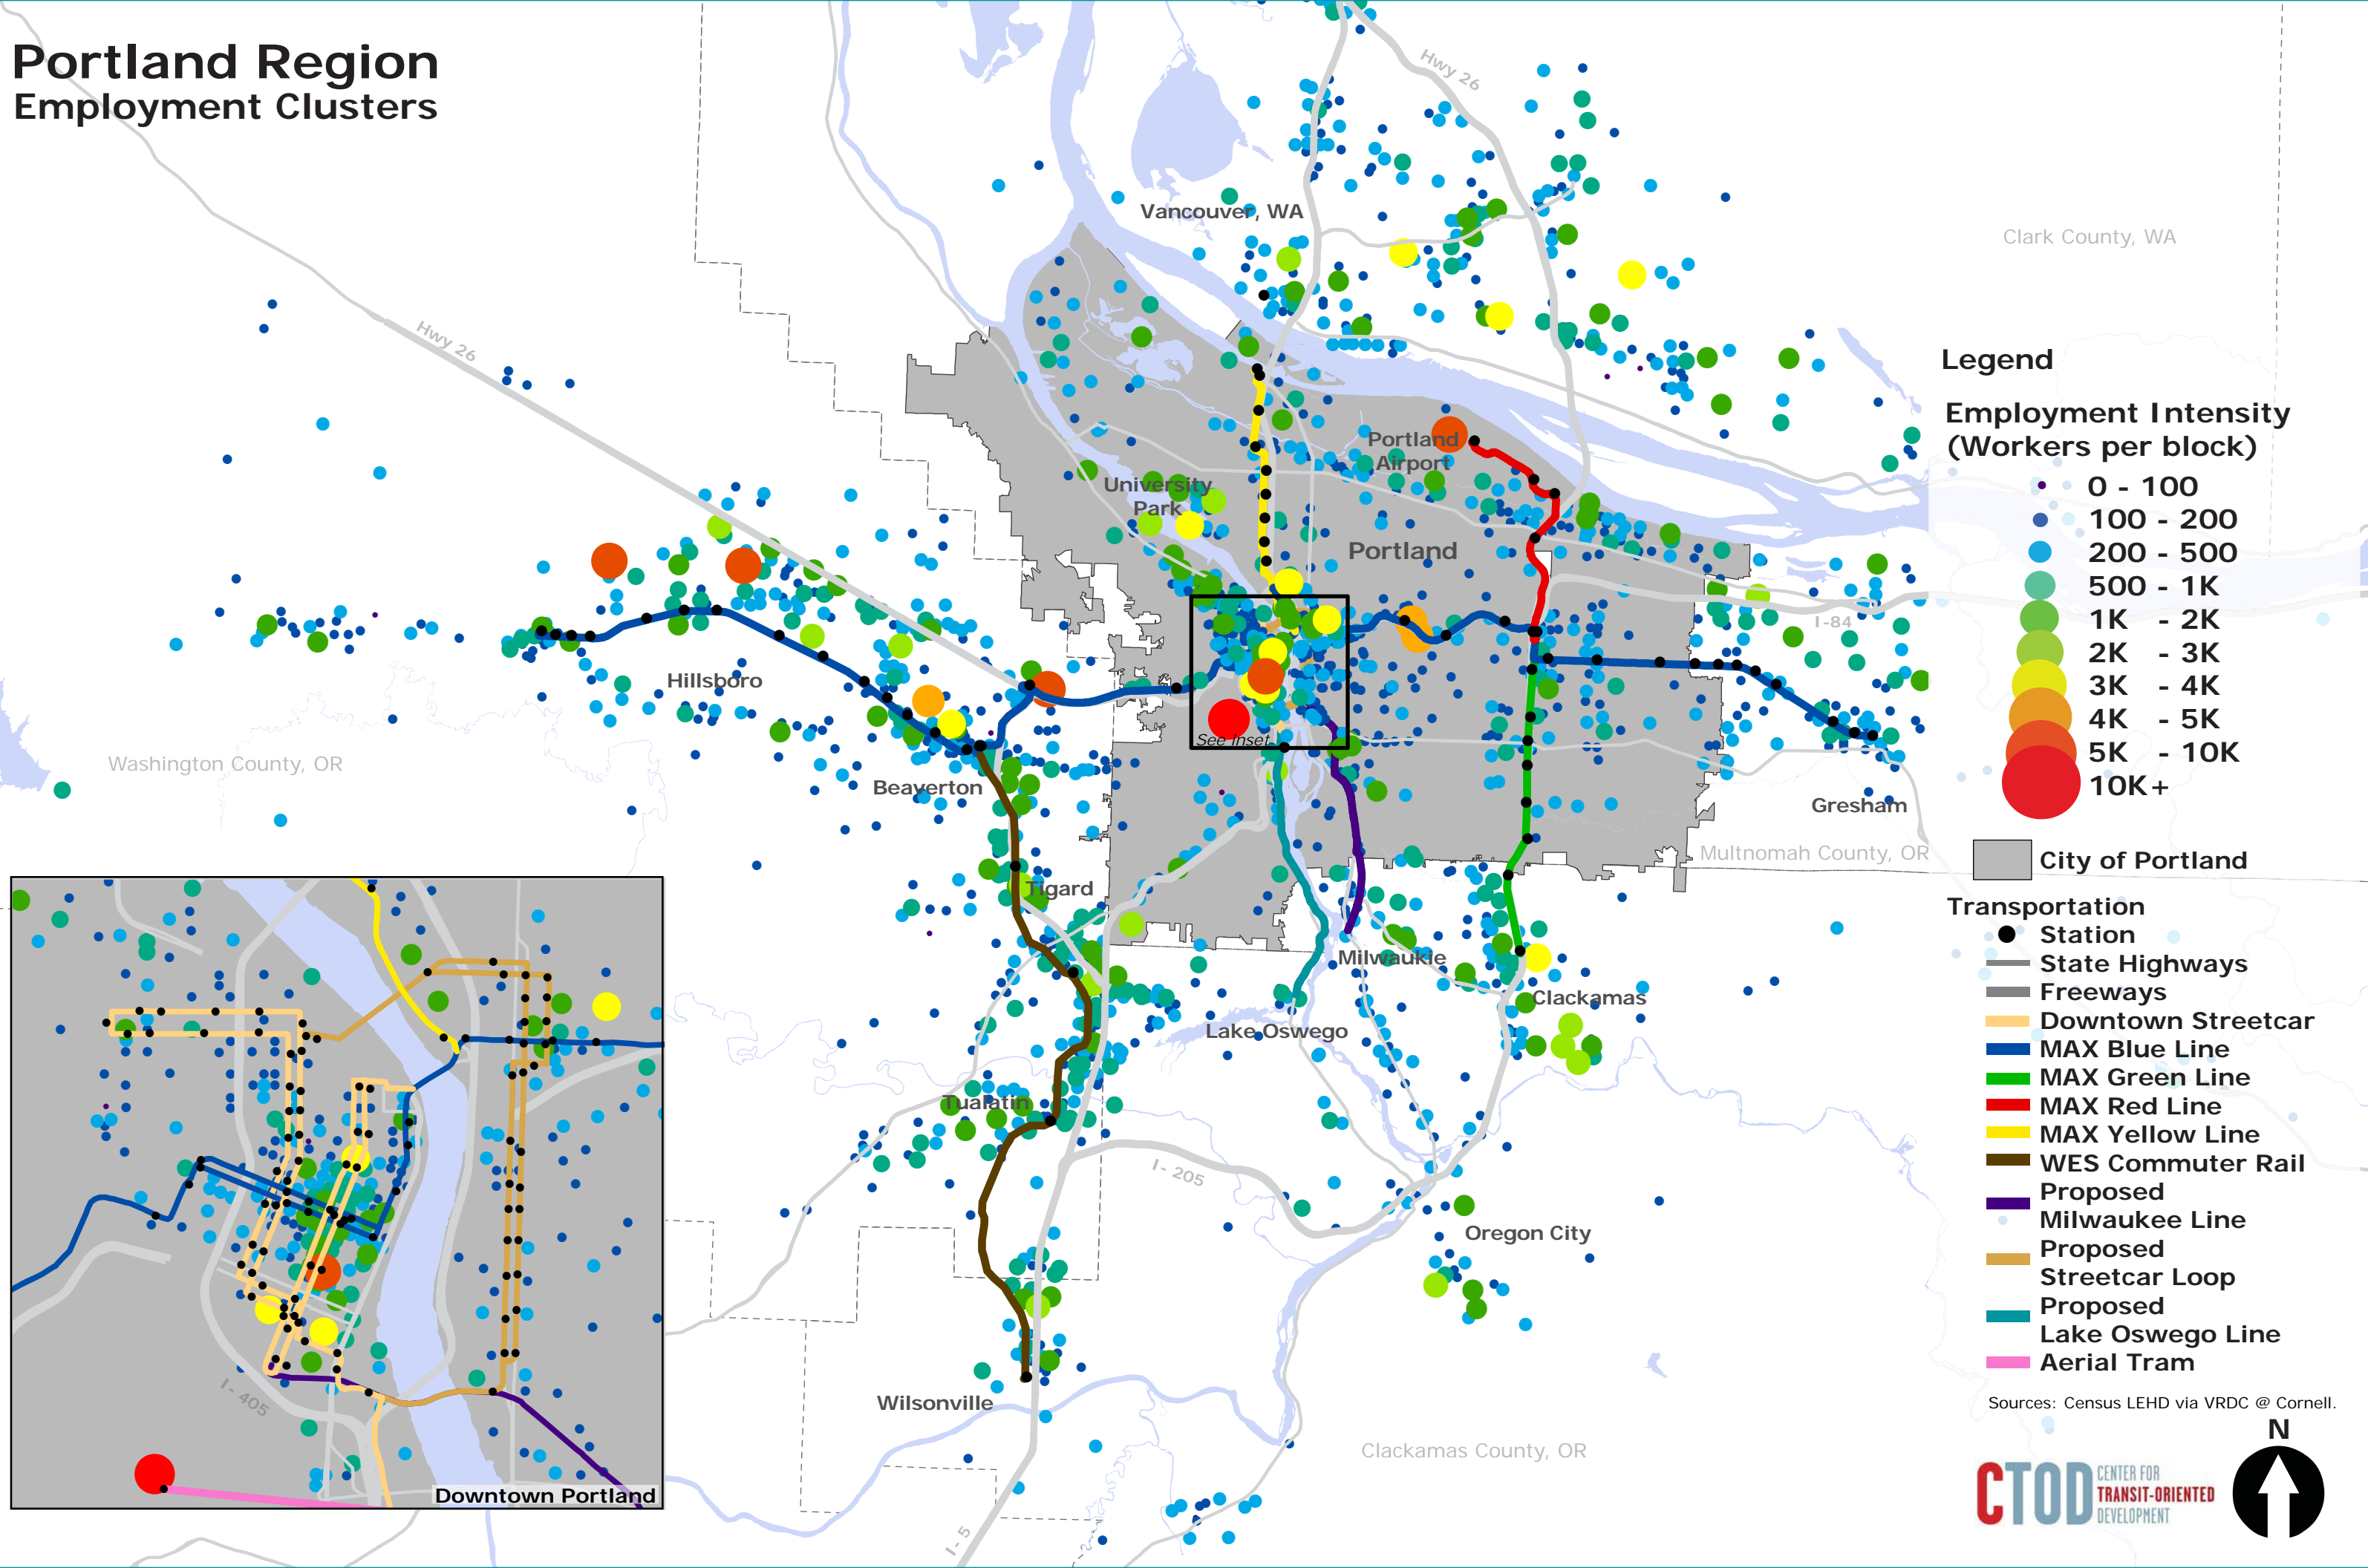 Portland Region
Employment Clusters
Hwy 26
Vancouver, WA
Clark County, WA
Hwy 26
Portland
Airport
University
Park
Portland
I-84
Hillsboro
See Inset
Washington County, OR
Beaverton
Gresham
Multnomah County, OR
Tigard
Milwaukie
Clackamas
Lake Oswego
Tualatin
I- 205
Oregon City
Wilsonville
Clackamas County, OR
I- 5
I- 405
Downtown Portland
Legend
Employment Intensity
(Workers per block)
0 - 100
100 - 200
200 - 500
500 - 1K
1K - 2K
2K - 3K
3K - 4K
4K - 5K
5K - 10K
10K+
City of Portland
Transportation
Station
State Highways
Freeways
Downtown Streetcar
MAX Blue Line
MAX Green Line
MAX Red Line
MAX Yellow Line
WES Commuter Rail
Proposed
Milwaukee Line
Proposed
Streetcar Loop
Proposed
Lake Oswego Line
Aerial Tram
Sources: Census LEHD via VRDC @ Cornell.
N
CTOD CENTER FOR
TRANSIT-ORIENTED
DEVELOPMENT